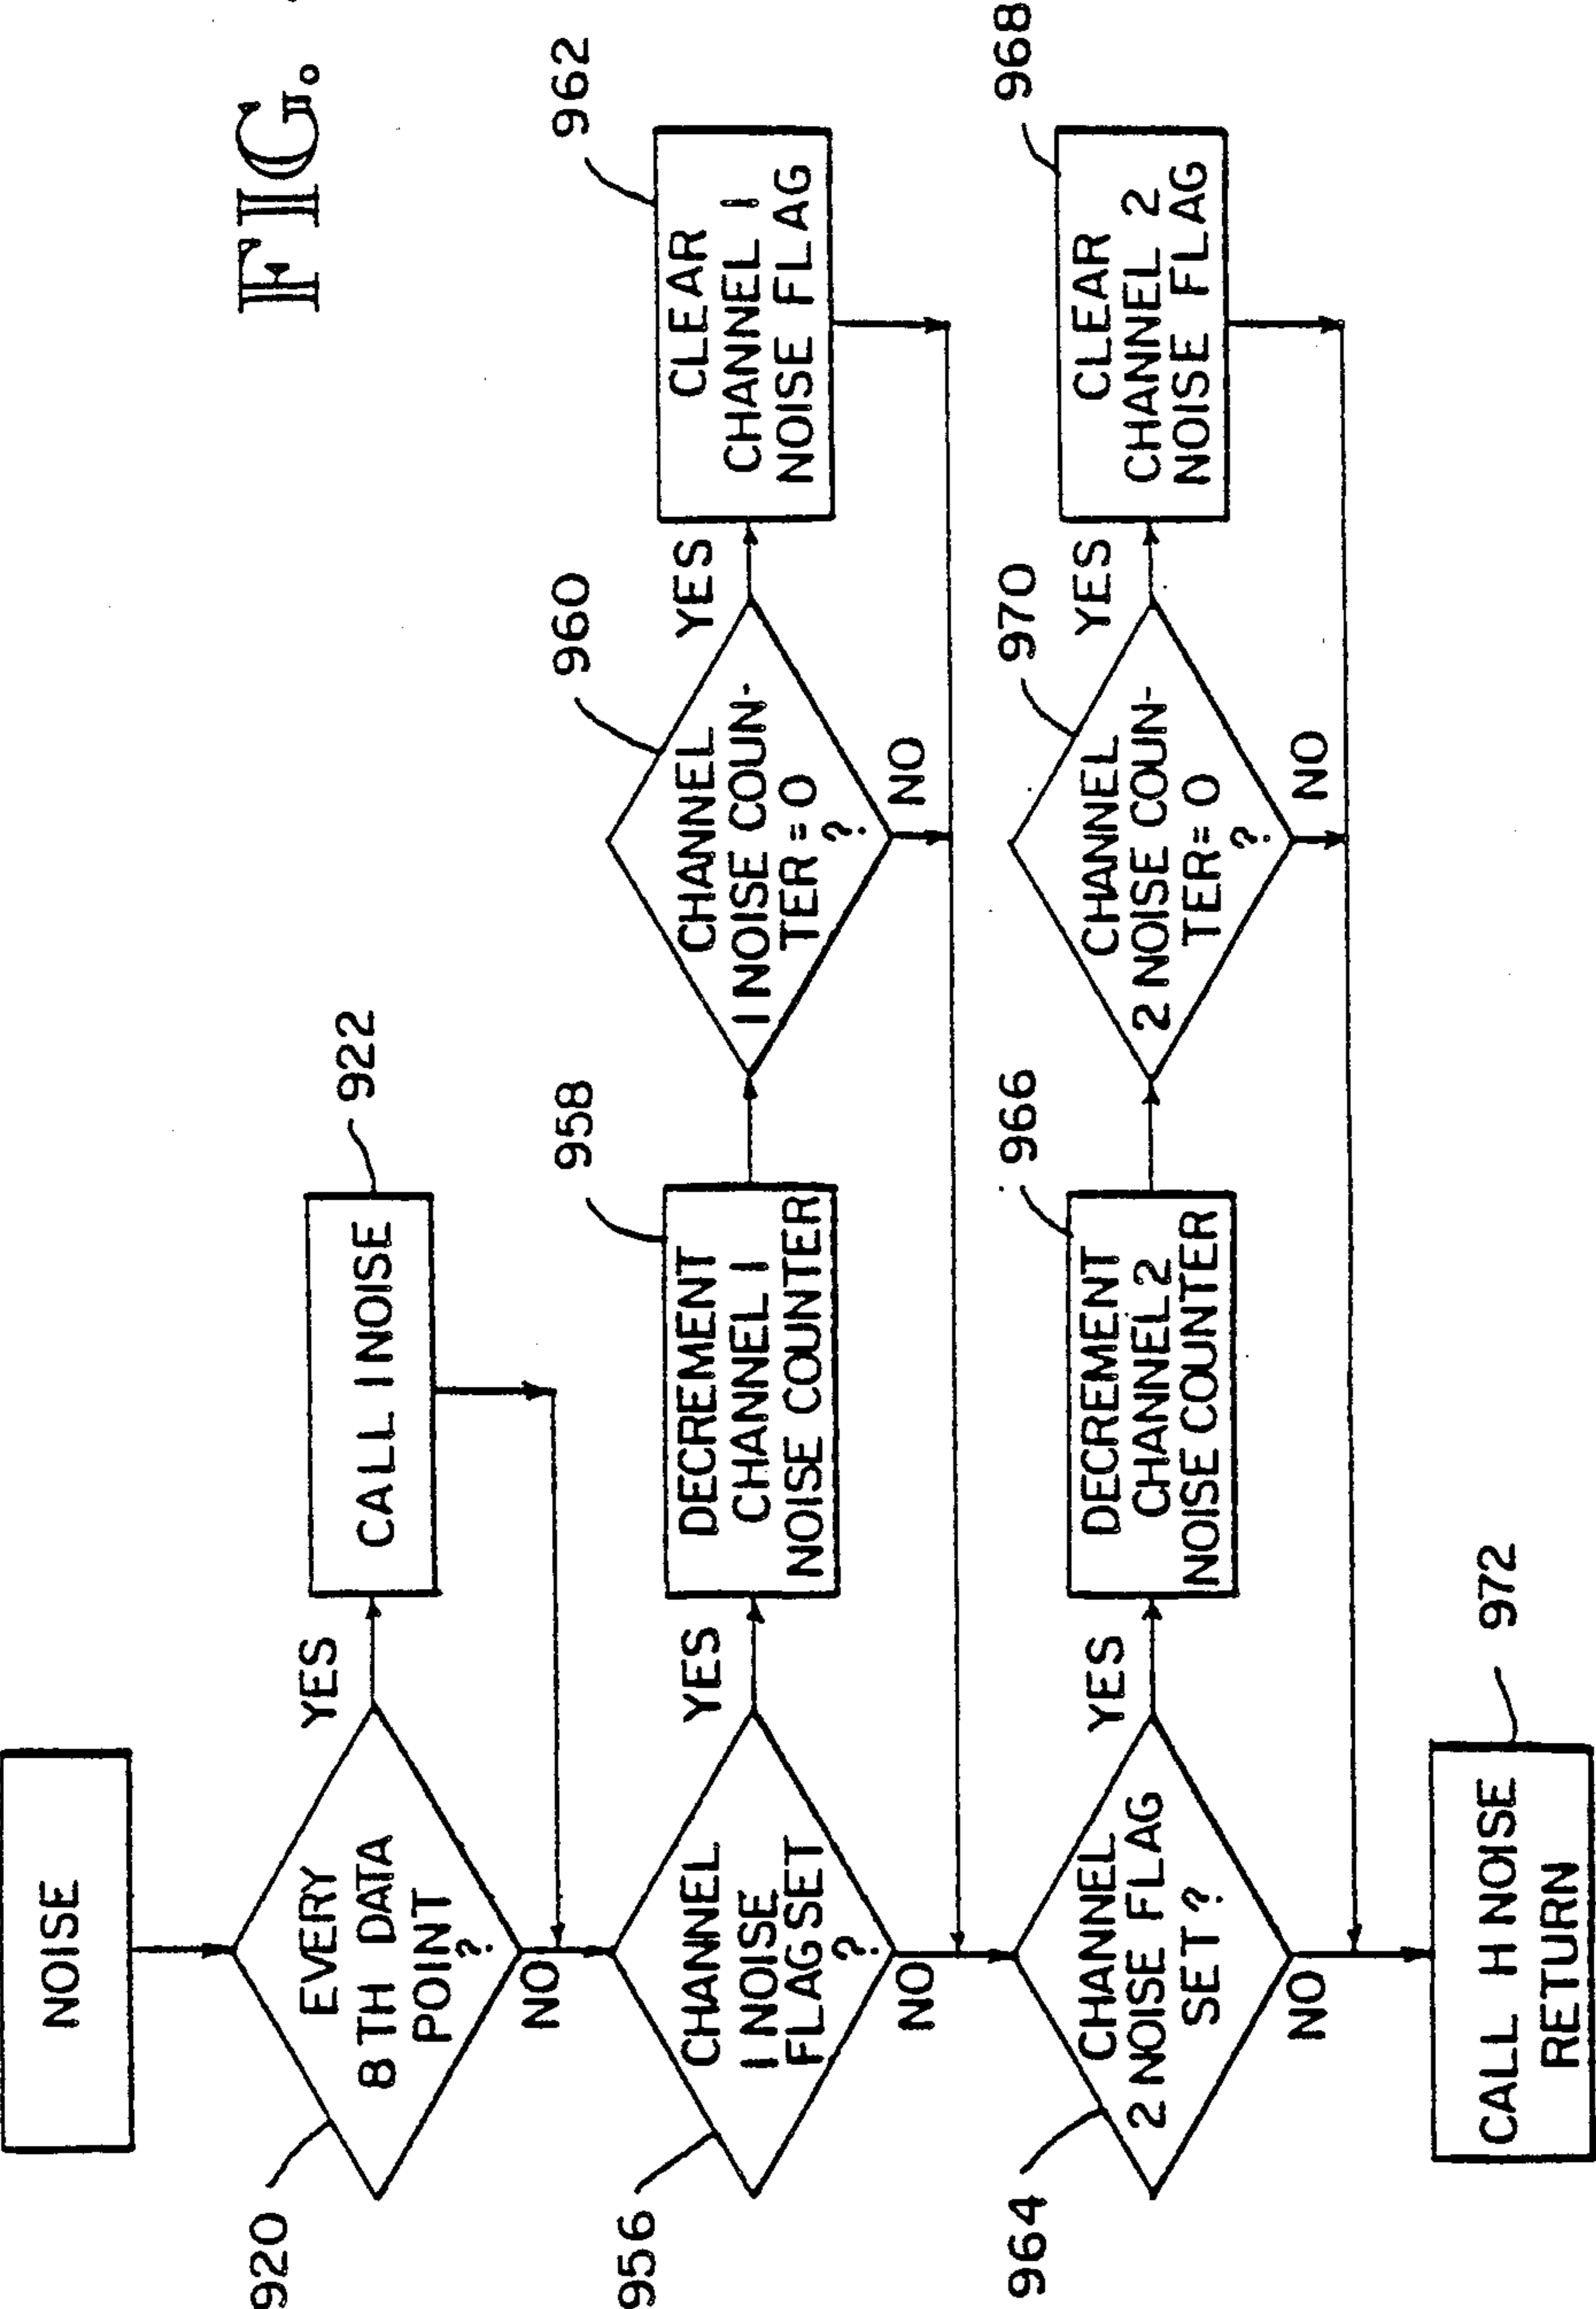 FIG.
NOISE
920
EVERY
8 TH DATA
POINT
?
YES
NO
922
CALL INOISE
956
CHANNEL
1 NOISE
FLAG SET
?
YES
NO
958
DECREMENT
CHANNEL 1
NOISE COUNTER
960
CHANNEL
1 NOISE COUN-
TER = 0
?
YES
NO
962
CLEAR
CHANNEL 1
NOISE FLAG
964
CHANNEL
2 NOISE FLAG
SET ?
YES
NO
966
DECREMENT
CHANNEL 2
NOISE COUNTER
970
CHANNEL
2 NOISE COUN-
TER= 0
?
YES
NO
968
CLEAR
CHANNEL 2
NOISE FLAG
972
CALL H NOISE
RETURN